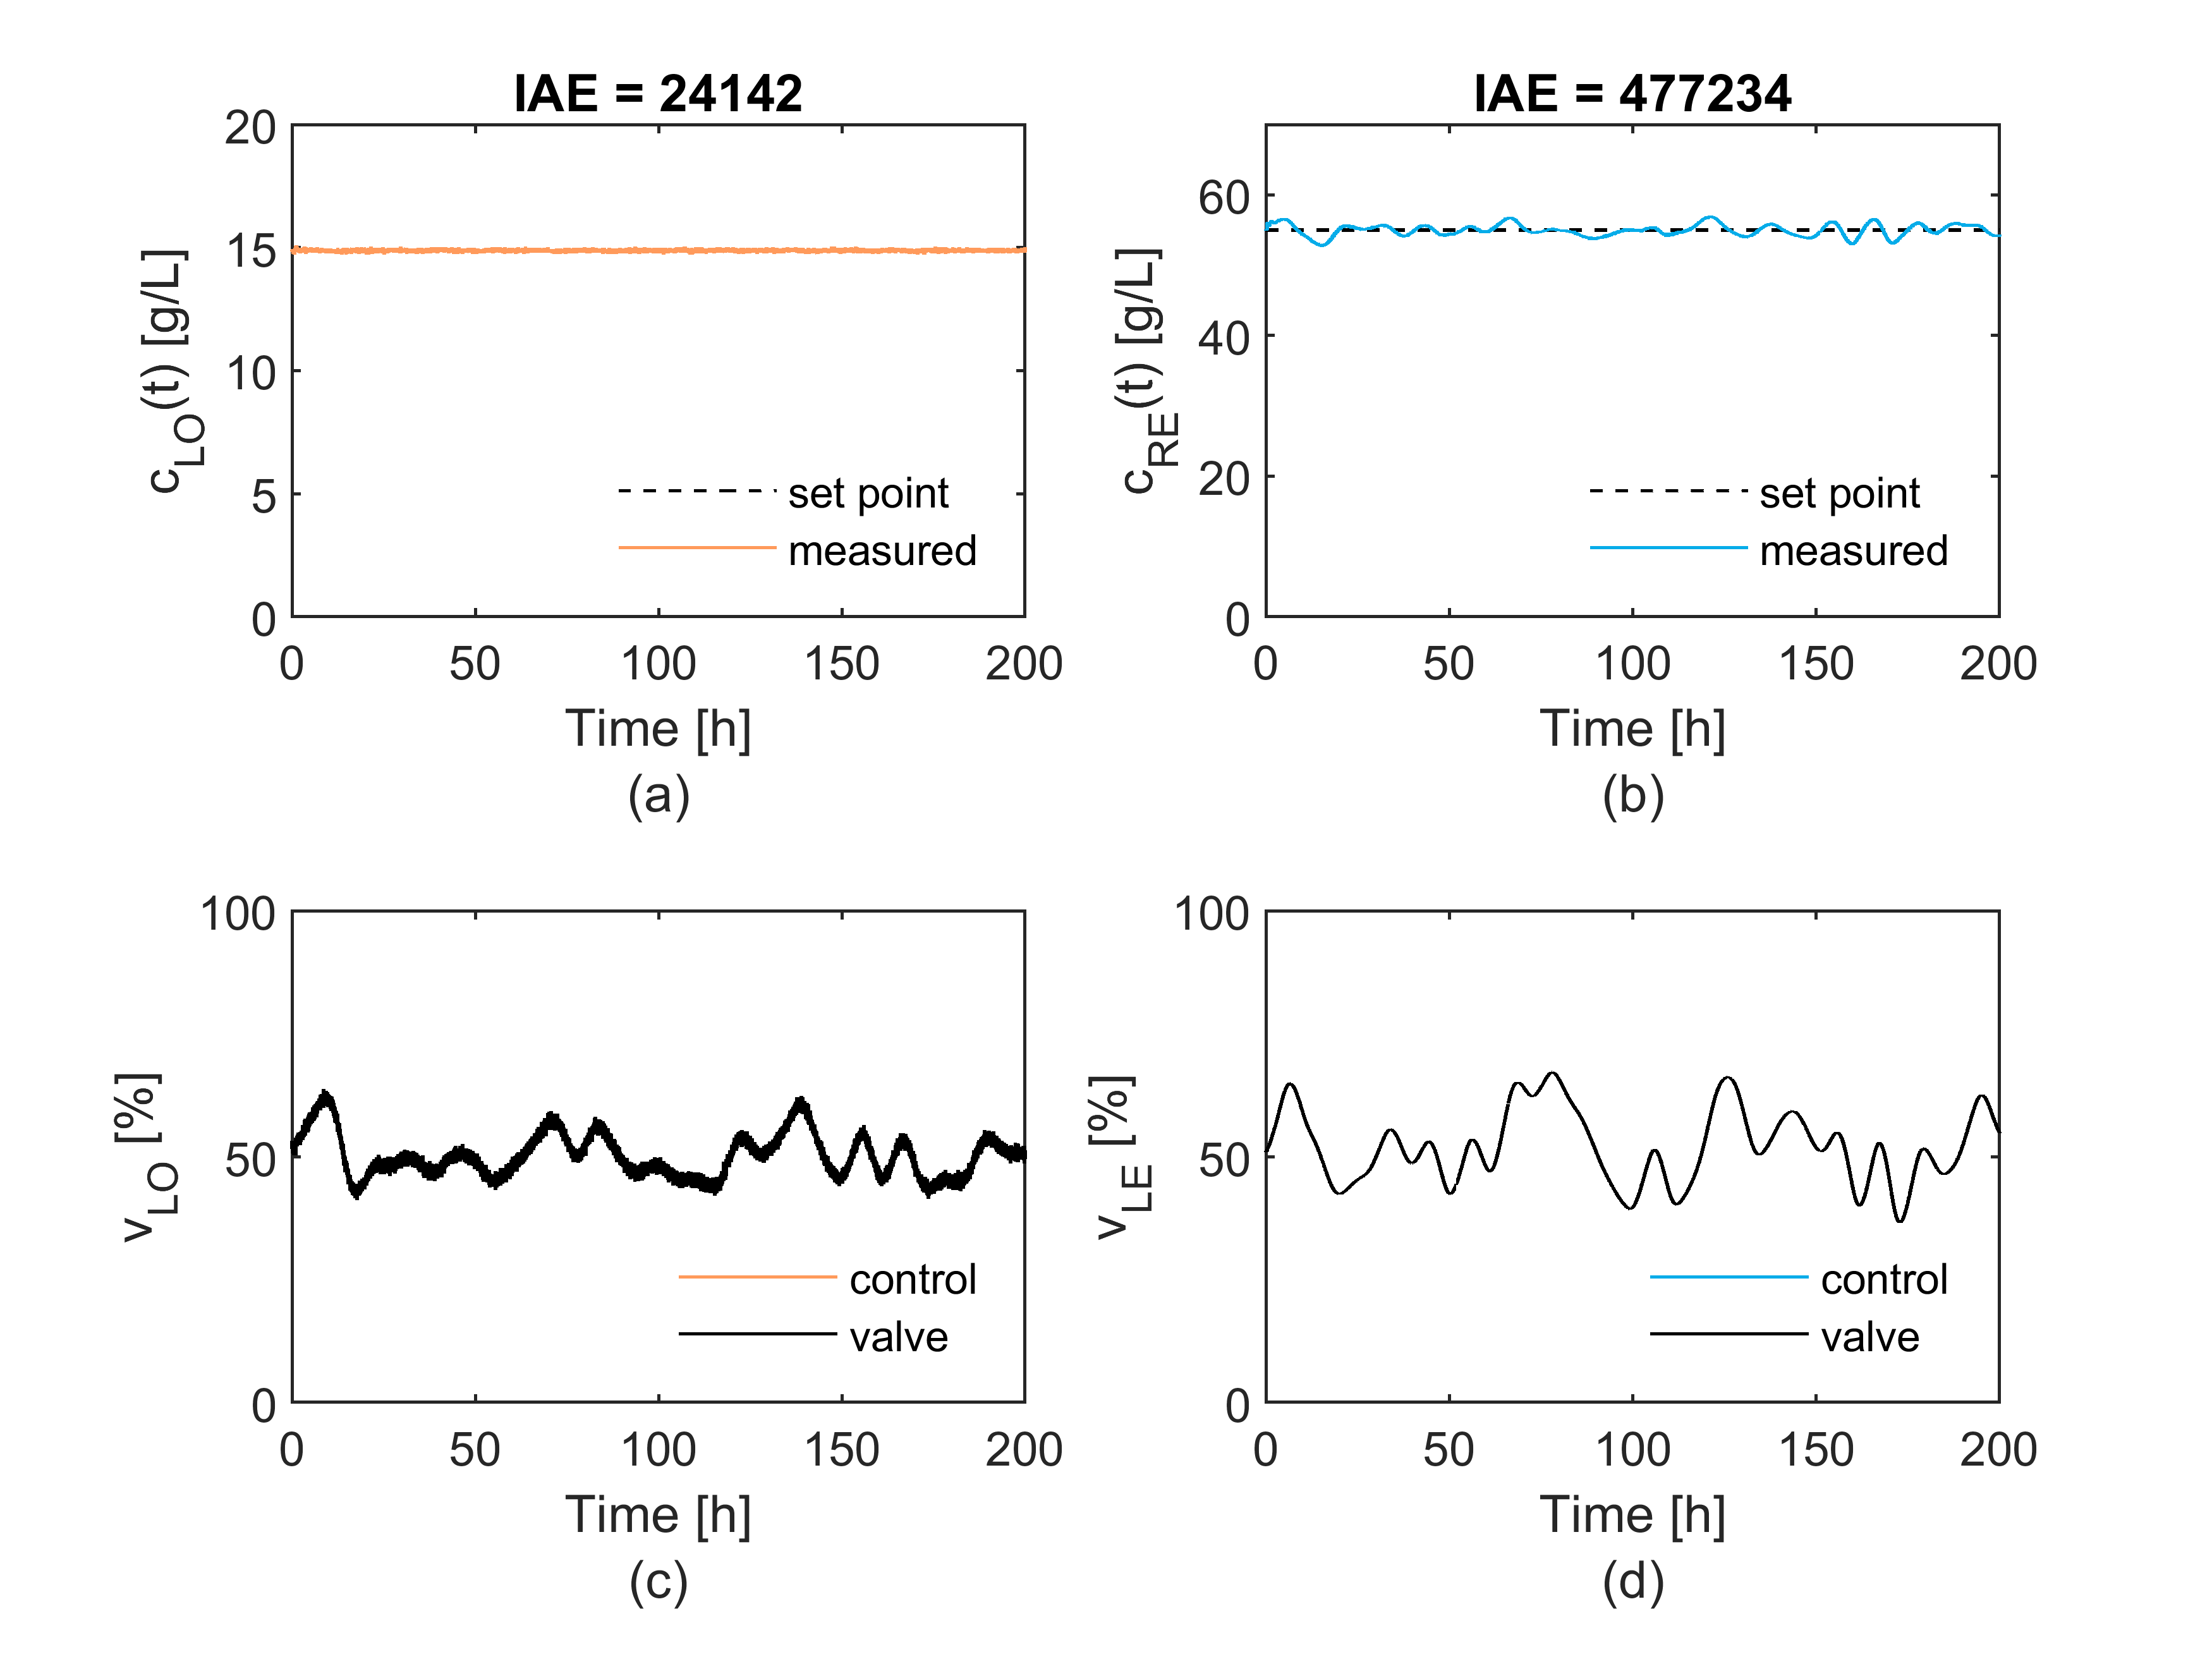 IAE = 24142
20
15
10
5
0
c_LO(t) [g/L]
set point
measured
0 50 100 150 200
Time [h]
(a)
IAE = 477234
60
40
20
0
c_RE(t) [g/L]
set point
measured
0 50 100 150 200
Time [h]
(b)
100
50
0
v_LO [%]
control
valve
0 50 100 150 200
Time [h]
(c)
100
50
0
v_LE [%]
control
valve
0 50 100 150 200
Time [h]
(d)